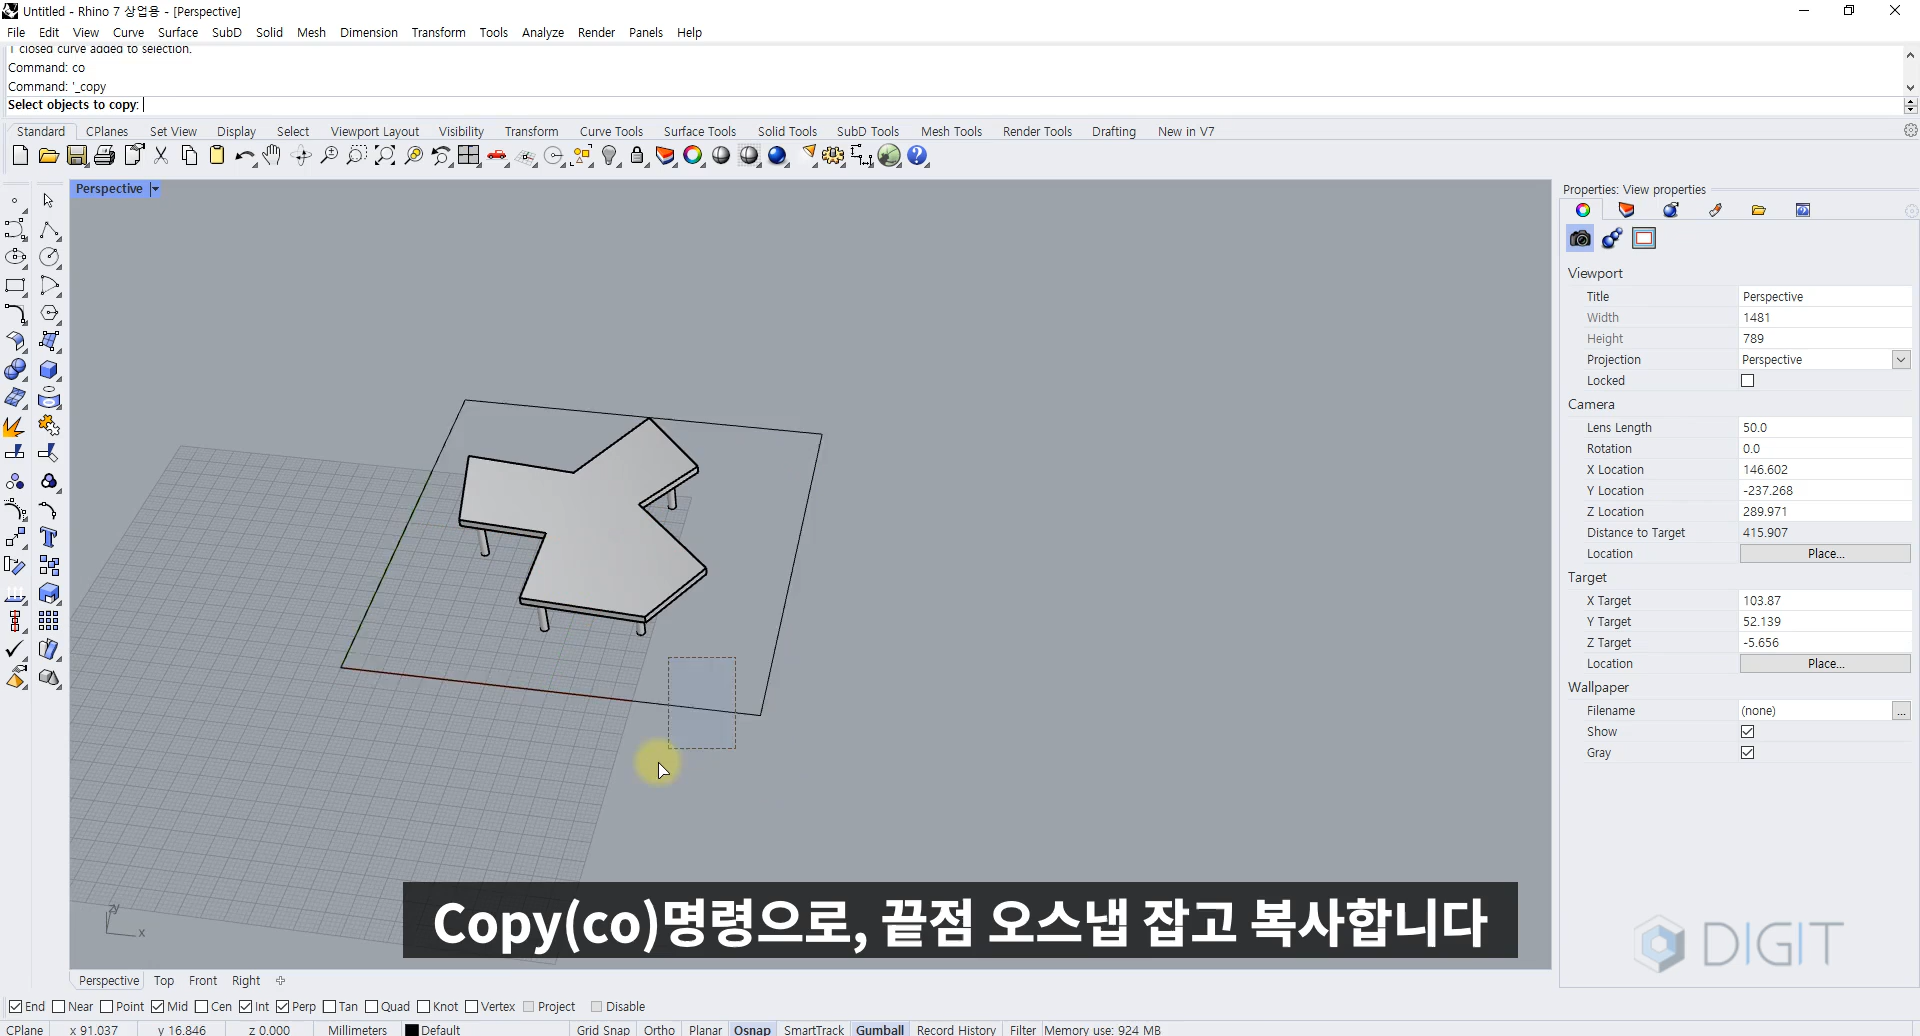 Untitled - Rhino 7 상업용 - [Perspective]
File Edit View Curve Surface SubD Solid Mesh Dimension Transform Tools Analyze Render Panels Help
1 closed curve added to selection.
Command: co
Command: '_copy
Select objects to copy:
Standard CPlanes Set View Display Select Viewport Layout Visibility Transform Curve Tools Surface Tools Solid Tools SubD Tools Mesh Tools Render Tools Drafting New in V7
Perspective
Properties: View properties
Viewport
Title Perspective
Width 1481
Height 789
Projection Perspective
Locked
Camera
Lens Length 50.0
Rotation 0.0
X Location 146.602
Y Location -237.268
Z Location 289.971
Distance to Target 415.907
Location Place...
Target
X Target 103.87
Y Target 52.139
Z Target -5.656
Location Place...
Wallpaper
Filename (none) ...
Show
Gray
y
x
Copy(co)명령으로, 끝점 오스냅 잡고 복사합니다
DIGIT
Perspective Top Front Right
End Near Point Mid Cen Int Perp Tan Quad Knot Vertex Project Disable
CPlane x 91.037 y 16.846 z 0.000 Millimeters Default Grid Snap Ortho Planar Osnap SmartTrack Gumball Record History Filter Memory use: 924 MB